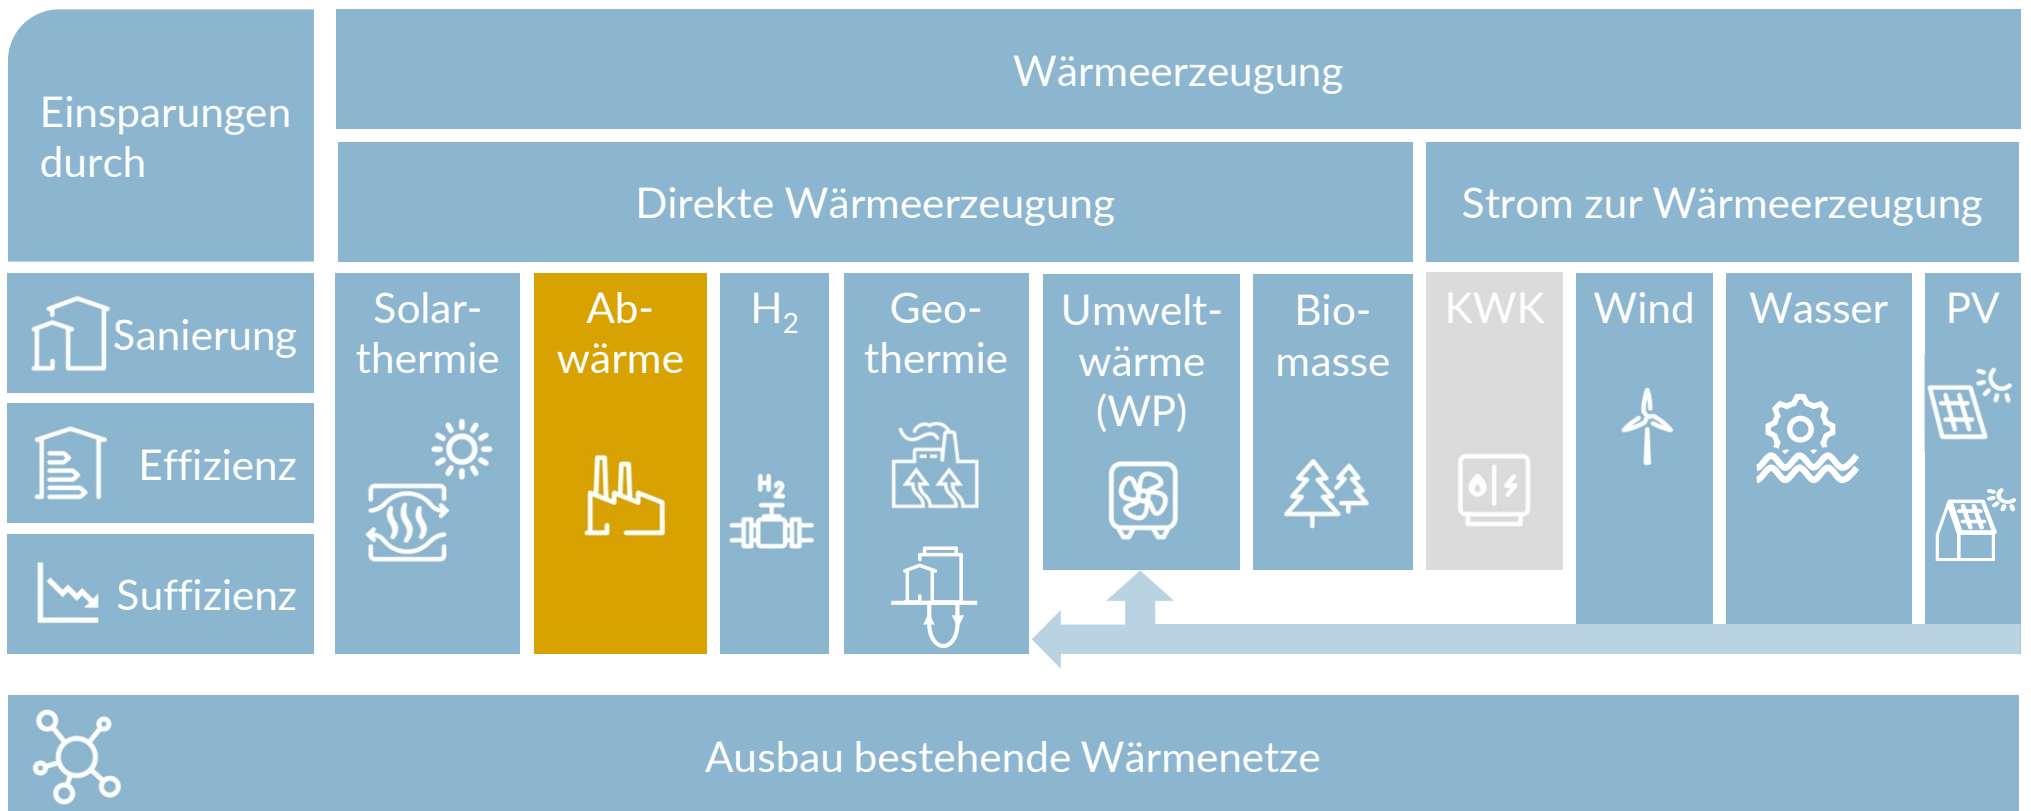 Einsparungen
durch
Wärmeerzeugung
Direkte Wärmeerzeugung
Strom zur Wärmeerzeugung
Sanierung
Effizienz
Suffizienz
Solar-
thermie
Ab-
wärme
H₂
H₂
Geo-
thermie
Umwelt-
wärme
(WP)
Bio-
masse
KWK
Wind
Wasser
PV
Ausbau bestehende Wärmenetze